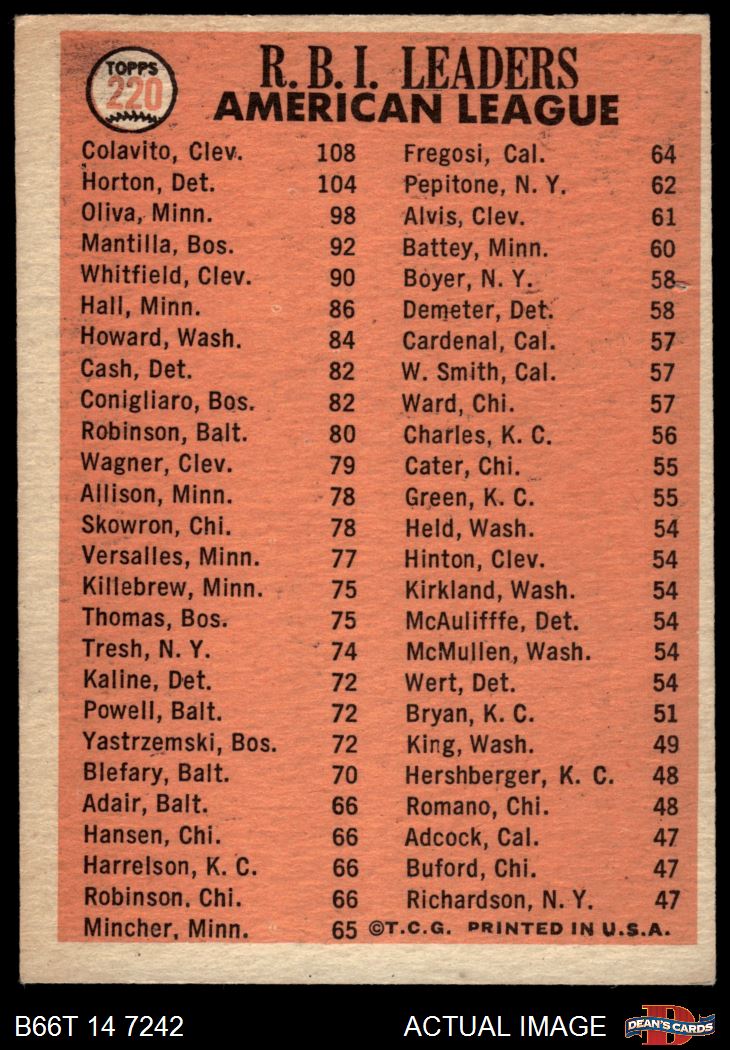 TOPPS
220
R. B. I. LEADERS
AMERICAN LEAGUE
Colavito, Clev. 108
Horton, Det. 104
Oliva, Minn. 98
Mantilla, Bos. 92
Whitfield, Clev. 90
Hall, Minn. 86
Howard, Wash. 84
Cash, Det. 82
Conigliaro, Bos. 82
Robinson, Balt. 80
Wagner, Clev. 79
Allison, Minn. 78
Skowron, Chi. 78
Versalles, Minn. 77
Killebrew, Minn. 75
Thomas, Bos. 75
Tresh, N. Y. 74
Kaline, Det. 72
Powell, Balt. 72
Yastrzemski, Bos. 72
Blefary, Balt. 70
Adair, Balt. 66
Hansen, Chi. 66
Harrelson, K. C. 66
Robinson, Chi. 66
Mincher, Minn. 65
Fregosi, Cal. 64
Pepitone, N. Y. 62
Alvis, Clev. 61
Battey, Minn. 60
Boyer, N. Y. 58
Demeter, Det. 58
Cardenal, Cal. 57
W. Smith, Cal. 57
Ward, Chi. 57
Charles, K. C. 56
Cater, Chi. 55
Green, K. C. 55
Held, Wash. 54
Hinton, Clev. 54
Kirkland, Wash. 54
McAulifffe, Det. 54
McMullen, Wash. 54
Wert, Det. 54
Bryan, K. C. 51
King, Wash. 49
Hershberger, K. C. 48
Romano, Chi. 48
Adcock, Cal. 47
Buford, Chi. 47
Richardson, N. Y. 47
©T.C.G. PRINTED IN U.S.A.
B66T 14 7242
ACTUAL IMAGE
D
DEAN'S CARDS